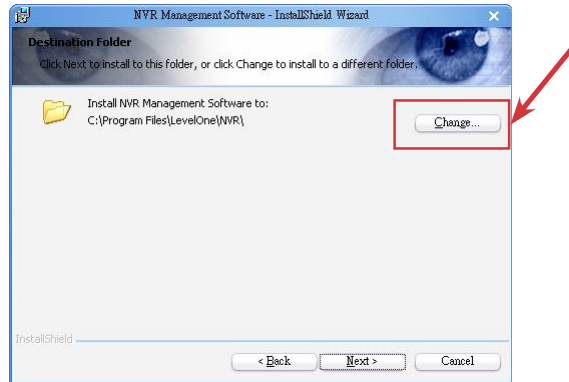 NVR Management Software - InstallShield Wizard
Destination Folder
Click Next to install to this folder, or click Change to install to a different folder.
Install NVR Management Software to:
C:\Program Files\LevelOne\NVR\
Change...
InstallShield
< Back
Next >
Cancel